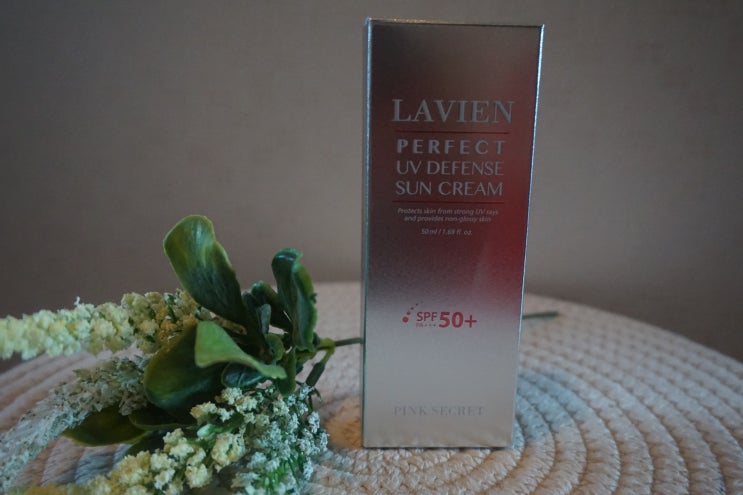 LAVIEN
PERFECT
UV DEFENSE
SUN CREAM
Protects skin from strong UV rays
and provides non-glossy skin
50 ml / 1.69 fl. oz.
SPF 50+
PA++++
PINK SECRET